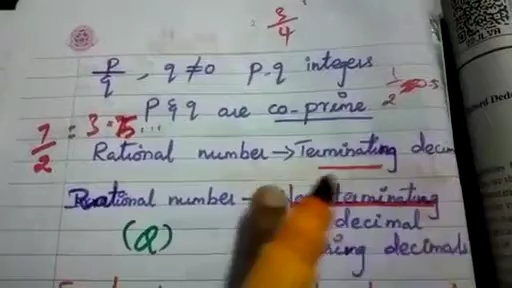 3/4
p/q , q ≠ 0 p-q integers
1/2
P & q are co-prime
7/2 = 3.5...
Rational number → Terminating
Rational number terminating
(Q) decimal
decimals